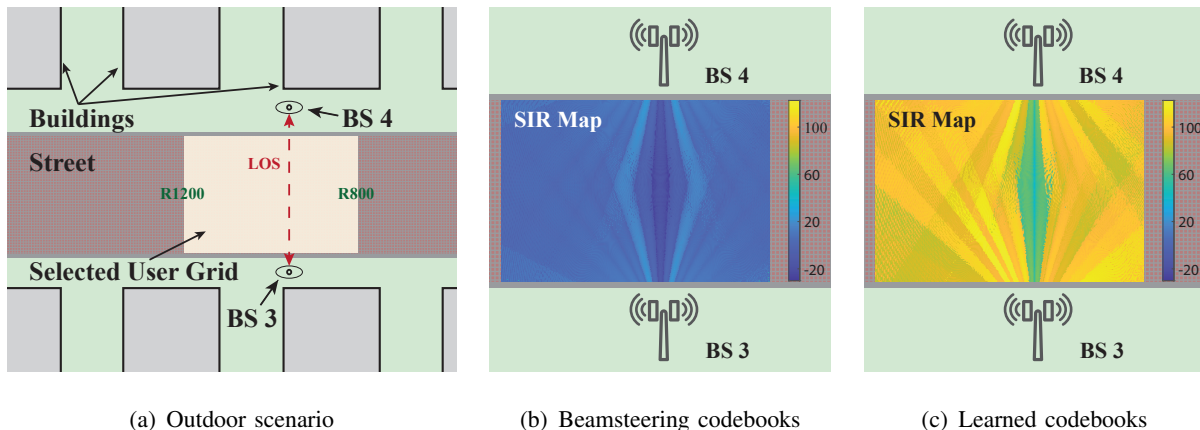 Buildings
BS 4
Street
LOS
R1200
R800
Selected User Grid
BS 3
(a) Outdoor scenario
BS 4
SIR Map
100
60
20
-20
BS 3
(b) Beamsteering codebooks
BS 4
SIR Map
100
60
20
-20
BS 3
(c) Learned codebooks